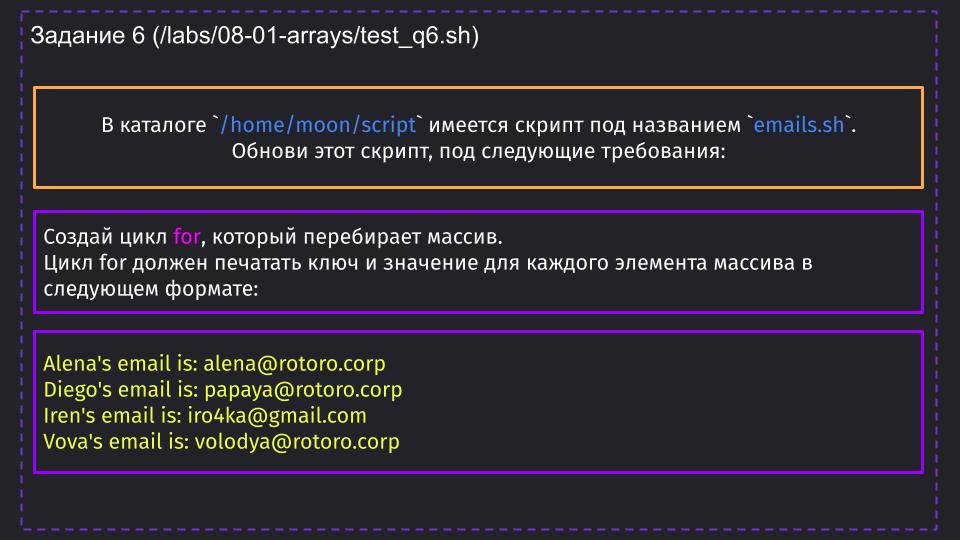 Задание 6 (/labs/08-01-arrays/test_q6.sh)
В каталоге `/home/moon/script` имеется скрипт под названием `emails.sh`.
Обнови этот скрипт, под следующие требования:
Создай цикл for, который перебирает массив.
Цикл for должен печатать ключ и значение для каждого элемента массива в
следующем формате:
Alena's email is: alena@rotoro.corp
Diego's email is: papaya@rotoro.corp
Iren's email is: iro4ka@gmail.com
Vova's email is: volodya@rotoro.corp